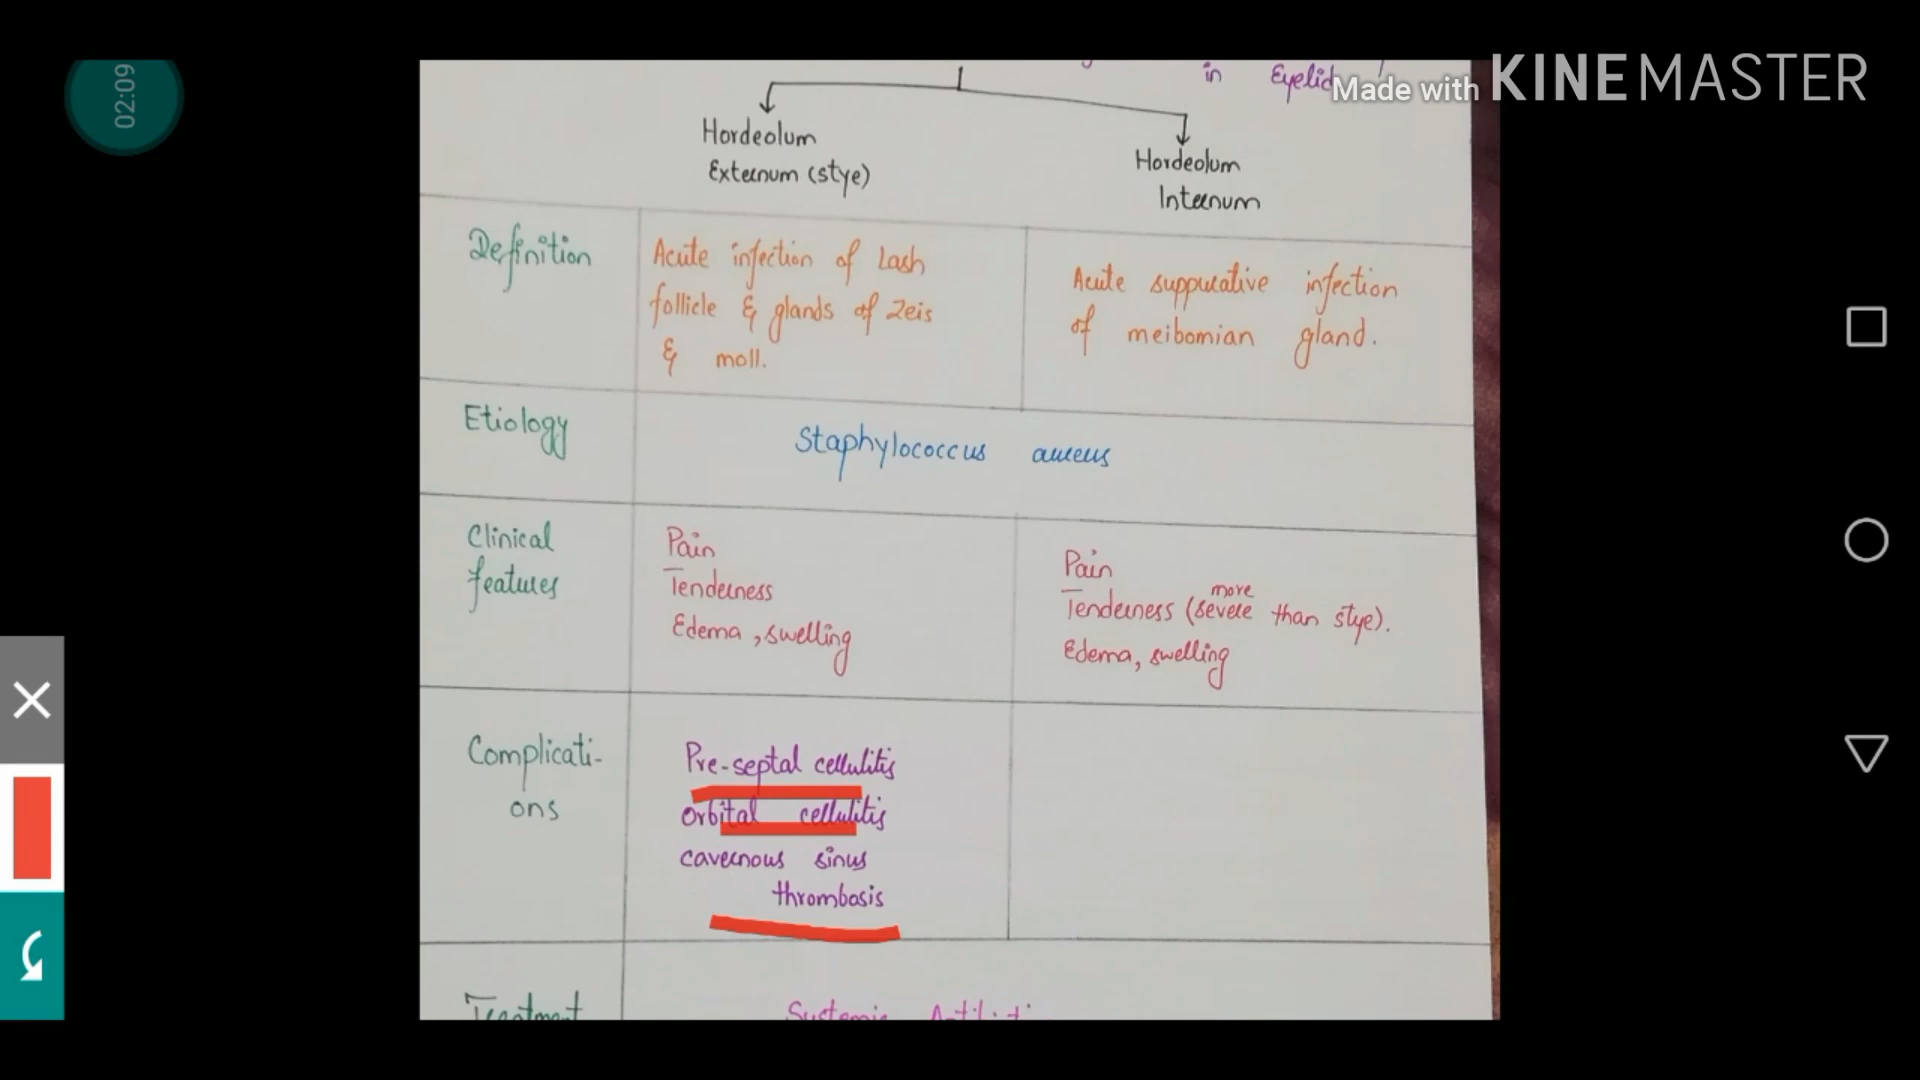 02:09
in Eyelid
Made with KINEMASTER
Hordeolum
Externum (stye)
Hordeolum
Internum
Definition
Acute infection of Lash
follicle & glands of Zeis
& moll.
Acute suppurative infection
of meibomian gland.
Etiology
Staphylococcus aureus
Clinical
features
Pain
Tenderness
Edema, swelling
Pain
more
Tenderness (severe than stye).
Edema, swelling
Complicati-
ons
Pre-septal cellulitis
orbital cellulitis
cavernous sinus
thrombosis
Treatment
Systemic